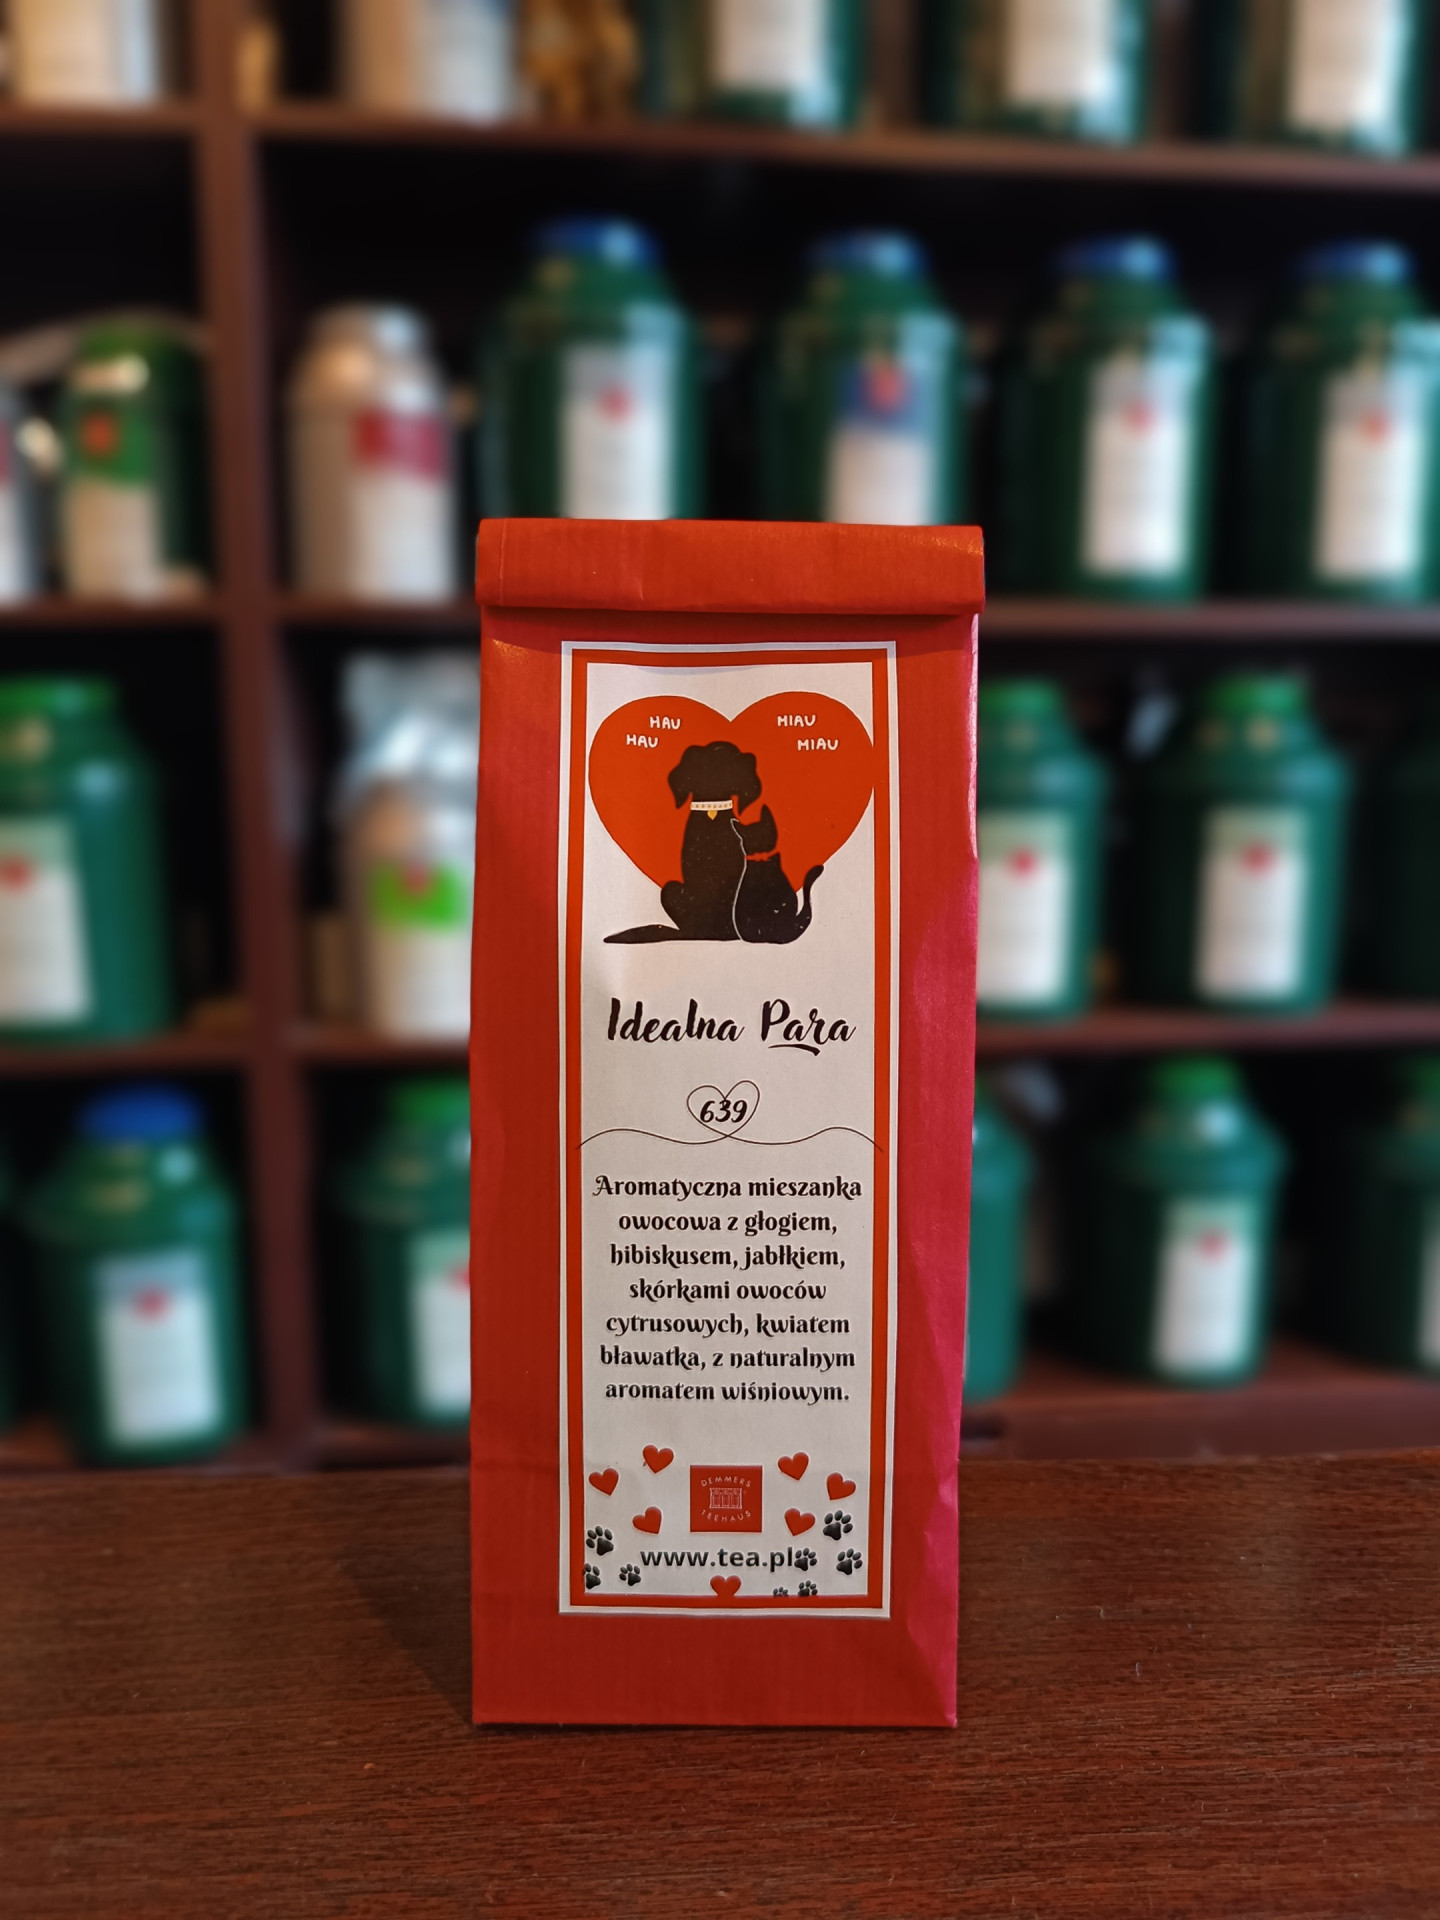 HAU
HAU
MIAU
MIAU
Idealna Para
639
Aromatyczna mieszanka
owocowa z głogiem,
hibiskusem, jabłkiem,
skórkami owoców
cytrusowych, kwiatem
bławatka, z naturalnym
aromatem wiśniowym.
DEMMERS
TEEHAUS
www.tea.pl